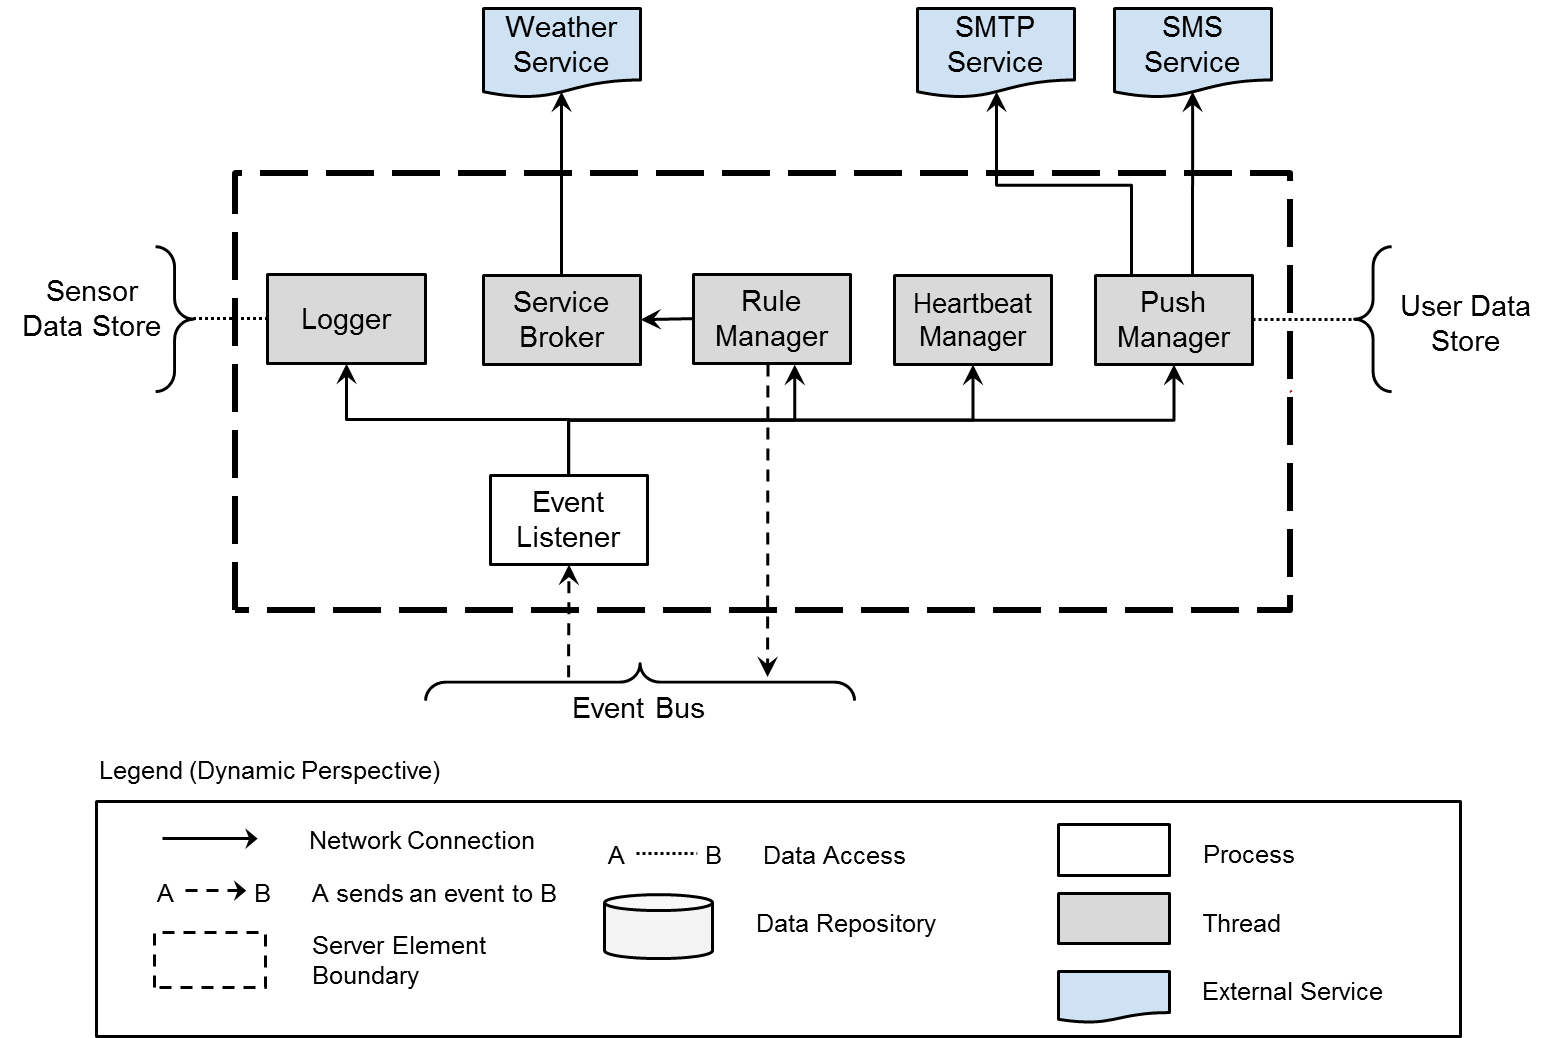 Weather
Service
SMTP
Service
SMS
Service
Sensor
Data Store
Logger
Service
Broker
Rule
Manager
Heartbeat
Manager
Push
Manager
User Data
Store
Event
Listener
Event Bus
Legend (Dynamic Perspective)
Network Connection
A B A sends an event to B
Server Element
Boundary
A B Data Access
Data Repository
Process
Thread
External Service